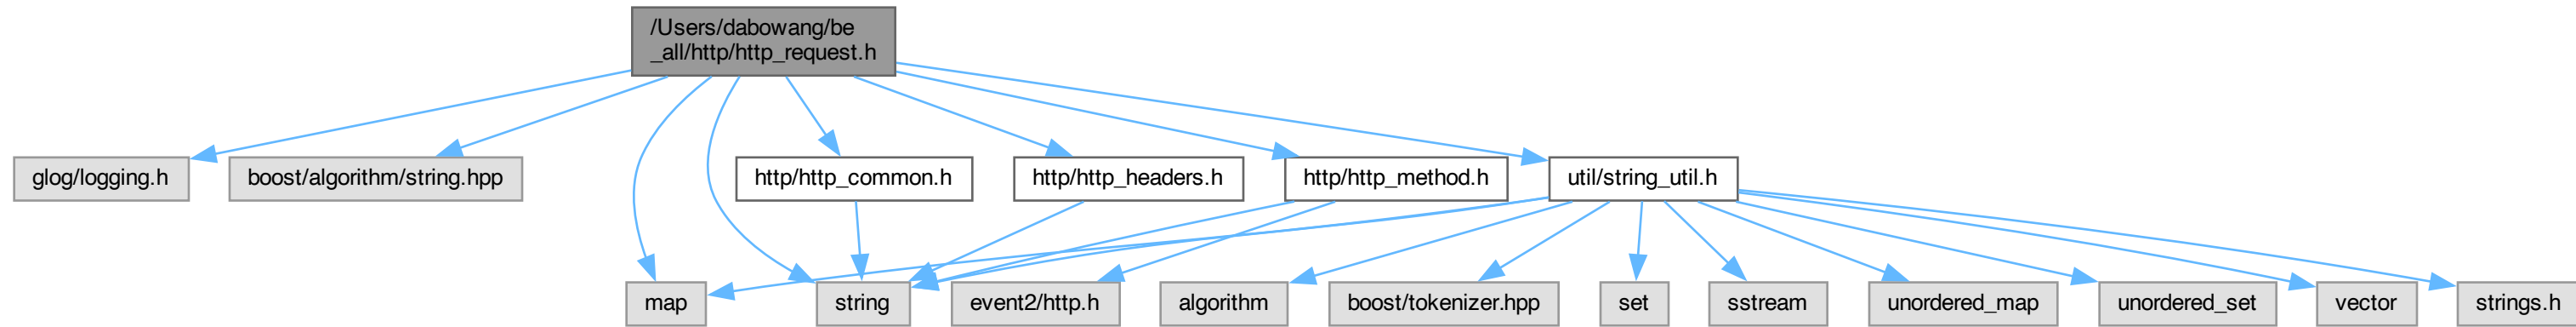 /Users/dabowang/be
_all/http/http_request.h
glog/logging.h
boost/algorithm/string.hpp
http/http_common.h
http/http_headers.h
http/http_method.h
util/string_util.h
map
string
event2/http.h
algorithm
boost/tokenizer.hpp
set
sstream
unordered_map
unordered_set
vector
strings.h